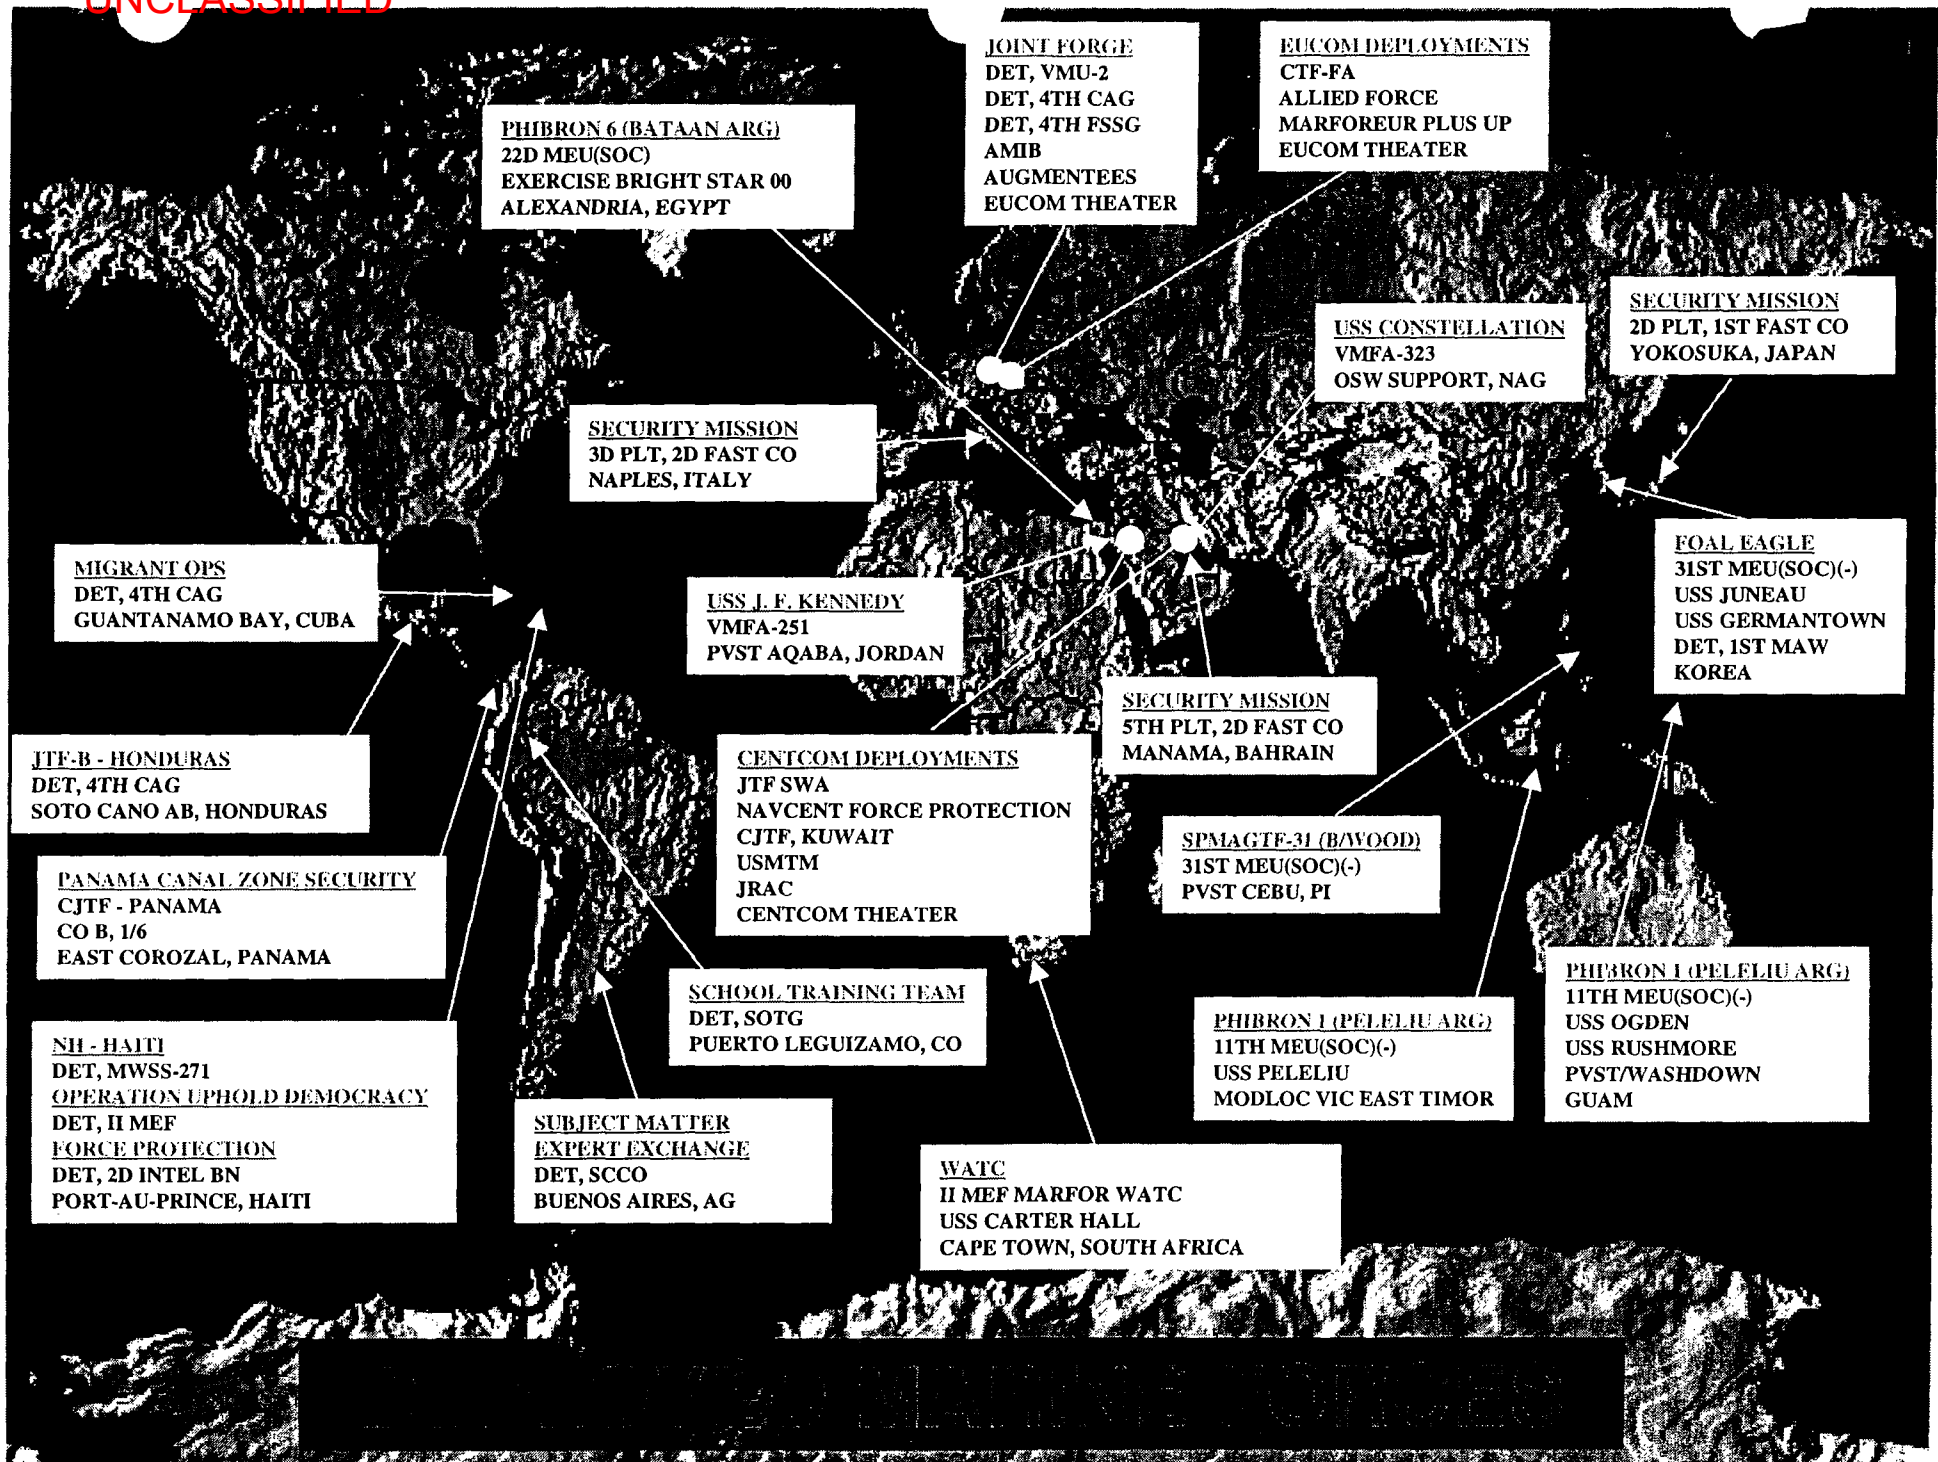 UNCLASSIFIED
JOINT FORGE
DET, VMU-2
DET, 4TH CAG
DET, 4TH FSSG
AMIB
AUGMENTEES
EUCOM THEATER
EUCOM DEPLOYMENTS
CTF-FA
ALLIED FORCE
MARFOREUR PLUS UP
EUCOM THEATER
PHIBRON 6 (BATAAN ARG)
22D MEU(SOC)
EXERCISE BRIGHT STAR 00
ALEXANDRIA, EGYPT
SECURITY MISSION
2D PLT, 1ST FAST CO
YOKOSUKA, JAPAN
USS CONSTELLATION
VMFA-323
OSW SUPPORT, NAG
SECURITY MISSION
3D PLT, 2D FAST CO
NAPLES, ITALY
FOAL EAGLE
31ST MEU(SOC)(-)
USS JUNEAU
USS GERMANTOWN
DET, 1ST MAW
KOREA
MIGRANT OPS
DET, 4TH CAG
GUANTANAMO BAY, CUBA
USS J. F. KENNEDY
VMFA-251
PVST AQABA, JORDAN
SECURITY MISSION
5TH PLT, 2D FAST CO
MANAMA, BAHRAIN
JTF-B - HONDURAS
DET, 4TH CAG
SOTO CANO AB, HONDURAS
CENTCOM DEPLOYMENTS
JTF SWA
NAVCENT FORCE PROTECTION
CJTF, KUWAIT
USMTM
JRAC
CENTCOM THEATER
SPMAGTF-31 (B/WOOD)
31ST MEU(SOC)(-)
PVST CEBU, PI
PANAMA CANAL ZONE SECURITY
CJTF - PANAMA
CO B, 1/6
EAST COROZAL, PANAMA
SCHOOL TRAINING TEAM
DET, SOTG
PUERTO LEGUIZAMO, CO
PHIBRON 1 (PELELIU ARG)
11TH MEU(SOC)(-)
USS PELELIU
MODLOC VIC EAST TIMOR
PHIBRON 1 (PELELIU ARG)
11TH MEU(SOC)(-)
USS OGDEN
USS RUSHMORE
PVST/WASHDOWN
GUAM
NH - HAITI
DET, MWSS-271
OPERATION UPHOLD DEMOCRACY
DET, II MEF
FORCE PROTECTION
DET, 2D INTEL BN
PORT-AU-PRINCE, HAITI
SUBJECT MATTER
EXPERT EXCHANGE
DET, SCCO
BUENOS AIRES, AG
WATC
II MEF MARFOR WATC
USS CARTER HALL
CAPE TOWN, SOUTH AFRICA
MARINE FORCES